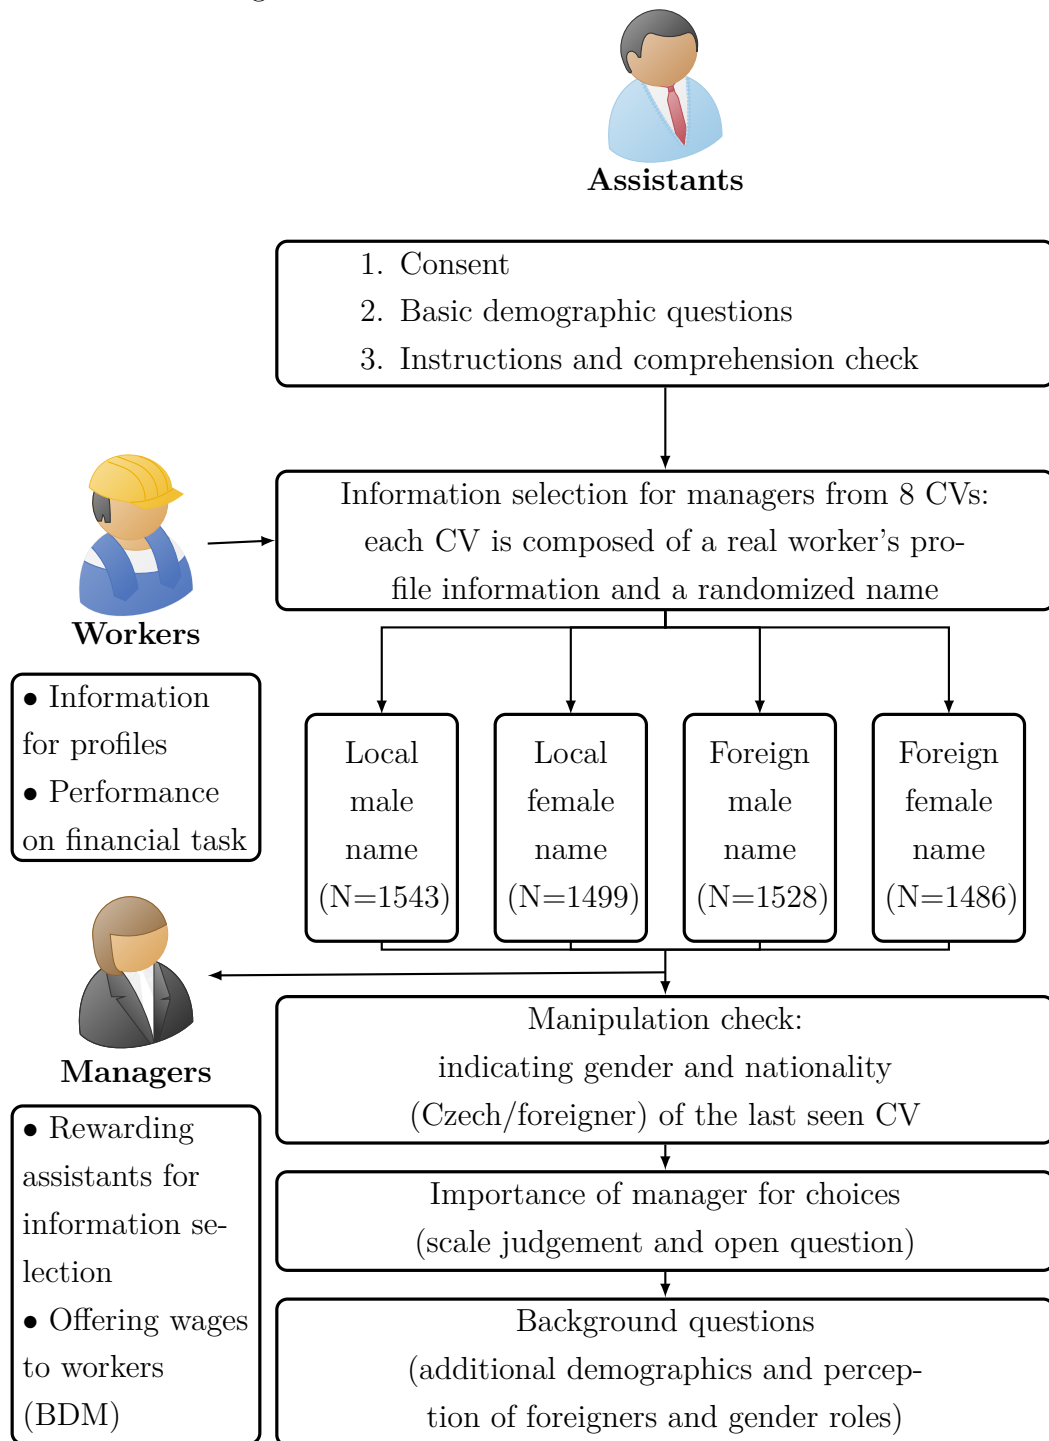 Assistants
1. Consent
2. Basic demographic questions
3. Instructions and comprehension check
Information selection for managers from 8 CVs:
each CV is composed of a real worker's pro-
file information and a randomized name
Workers
• Information
for profiles
• Performance
on financial task
Local
male
name
(N=1543)
Local
female
name
(N=1499)
Foreign
male
name
(N=1528)
Foreign
female
name
(N=1486)
Managers
• Rewarding
assistants for
information se-
lection
• Offering wages
to workers
(BDM)
Manipulation check:
indicating gender and nationality
(Czech/foreigner) of the last seen CV
Importance of manager for choices
(scale judgement and open question)
Background questions
(additional demographics and percep-
tion of foreigners and gender roles)